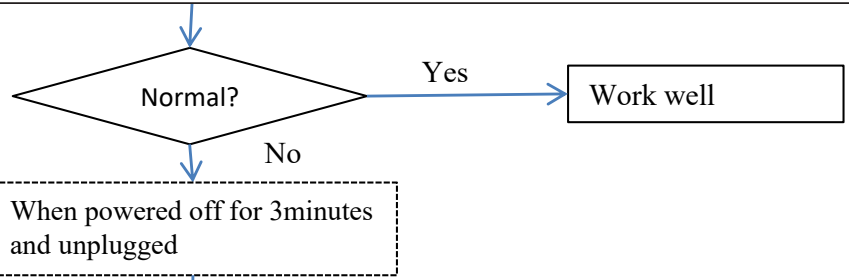 Normal?
Yes
Work well
No
When powered off for 3minutes
and unplugged